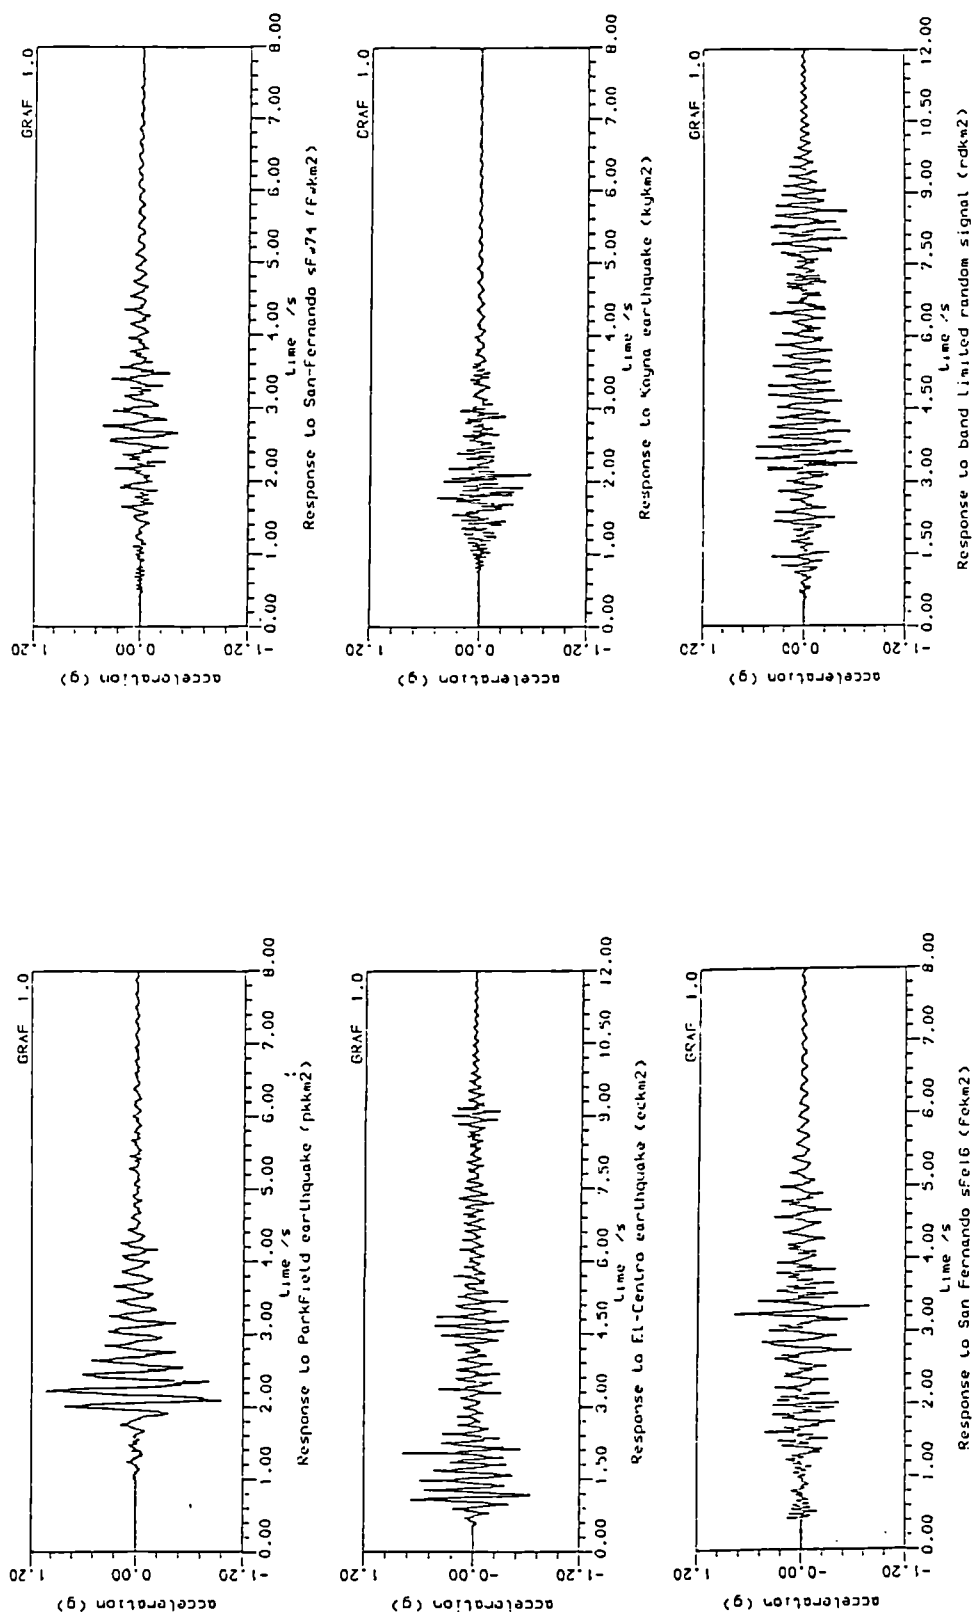 GRAF 1.0
1.20
acceleration (g)
0.00
-1.20
0.00 1.00 2.00 3.00 4.00 5.00 6.00 7.00 8.00
time /s
Response to Parkfield earthquake (pkkm2)
GRAF 1.0
1.20
acceleration (g)
0.00
-1.20
0.00 1.00 2.00 3.00 4.00 5.00 6.00 7.00 8.00
time /s
Response to San-Fernando
GRAF 1.0
1.20
acceleration (g)
-0.00
-1.20
0.00 1.50 3.00 4.50 6.00 7.50 9.00 10.50 12.00
time /s
Response to El-Centro earthquake (eckm2)
GRAF 1.0
1.20
acceleration (g)
0.00
-1.20
0.00 1.00 2.00 3.00 4.00 5.00 6.00 7.00 8.00
time /s
Response to Koyna earthquake (kykm2)
GRAF 1.0
1.20
acceleration (g)
-0.00
-1.20
0.00 1.00 2.00 3.00 4.00 5.00 6.00 7.00 8.00
time /s
Response to San Fernando sfe16 (fekm2)
GRAF 1.0
1.20
acceleration (g)
0.00
-1.20
0.00 1.50 3.00 4.50 6.00 7.50 9.00 10.50 12.00
time /s
Response to band limited random signal (rdkm2)